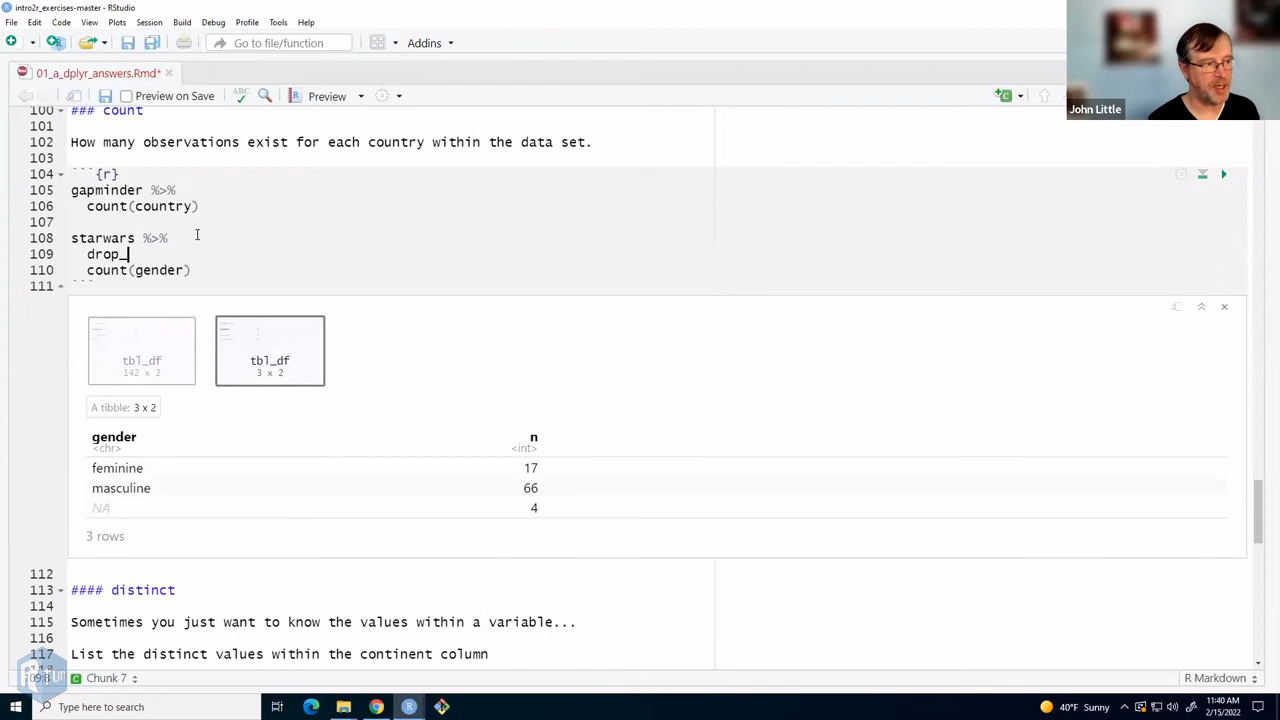 intro2r_exercises-master - RStudio
File Edit Code View Plots Session Build Debug Profile Tools Help
Go to file/function Addins
01_a_dplyr_answers.Rmd*
Preview on Save ABC Preview
John Little
100 ### count
101
102 How many observations exist for each country within the data set.
103
104 ```{r}
105 gapminder %>%
106 count(country)
107
108 starwars %>%
109 drop_
110 count(gender)
111 ```
tbl_df tbl_df
142 x 2 3 x 2
A tibble: 3 x 2
gender n
<chr> <int>
feminine 17
masculine 66
NA 4
3 rows
112
113 #### distinct
114
115 Sometimes you just want to know the values within a variable...
116
117 List the distinct values within the continent column
Chunk 7 R Markdown
Type here to search 40°F Sunny 11:40 AM
2/15/2022